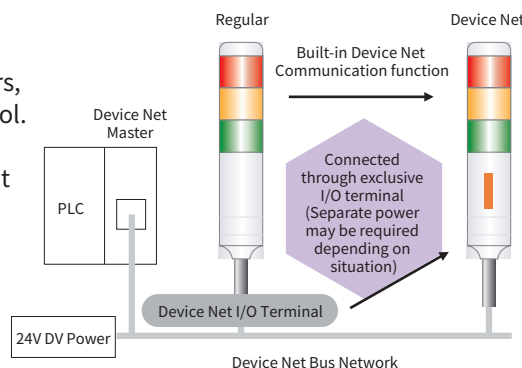 Regular
Device Net
rs,
ol.
t
Built-in Device Net
Communication function
Device Net
Master
PLC
Connected
through exclusive
I/O terminal
(Separate power
may be required
depending on
situation)
Device Net I/O Terminal
24V DV Power
Device Net Bus Network